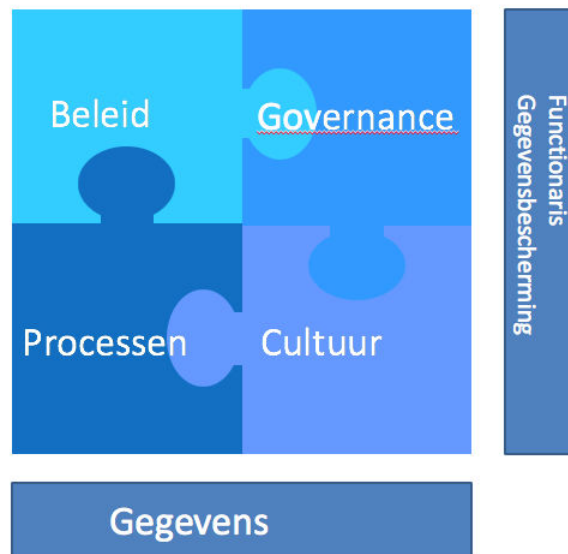 Beleid
Governance
Processen
Cultuur
Functionaris
Gegevensbescherming
Gegevens